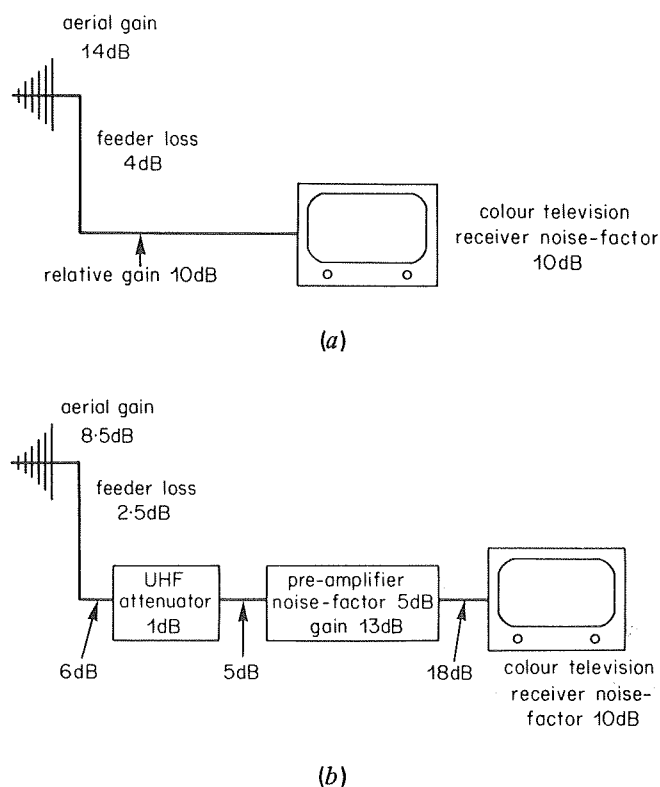 aerial gain
14dB
feeder loss
4dB
relative gain 10dB
colour television
receiver noise-factor
10dB
(a)
aerial gain
8·5dB
feeder loss
2·5dB
UHF
attenuator
1dB
pre-amplifier
noise-factor 5dB
gain 13dB
6dB
5dB
18dB
colour television
receiver noise-
factor 10dB
(b)